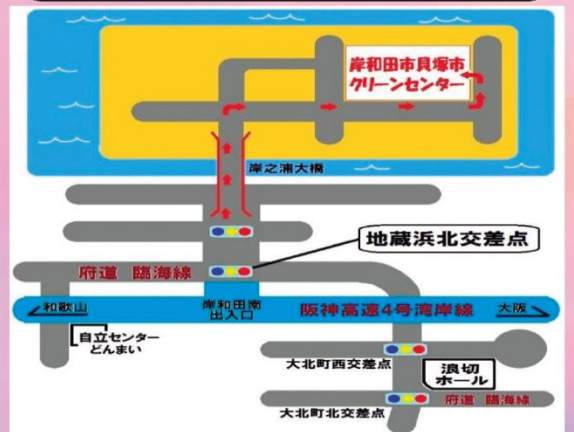 岸和田市貝塚市
クリーンセンター
岸之浦大橋
地蔵浜北交差点
府道 臨海線
和歌山
岸和田南
出入口
阪神高速4号湾岸線
大阪
自立センター
どんまい
大北町西交差点
浪切
ホール
大北町北交差点
府道 臨海線